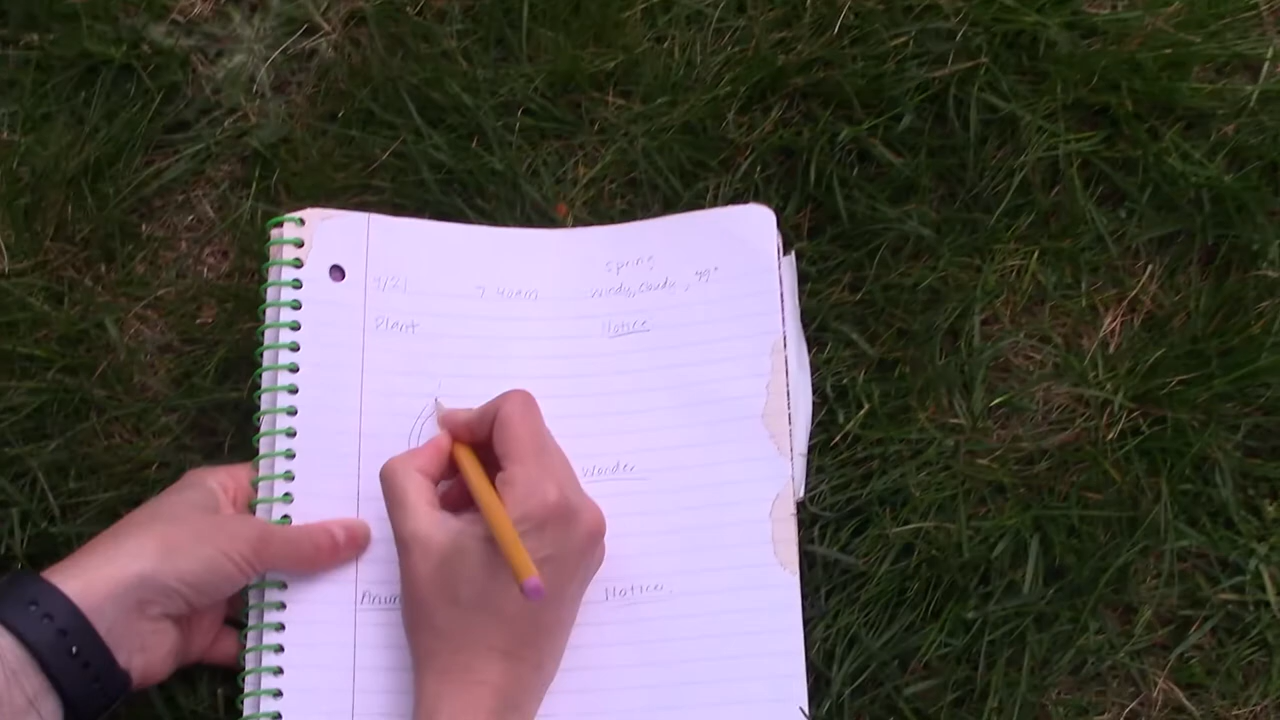 spring
4/21 7 40am windy, cloudy, 49°
Plant Notice
Wonder
Notice